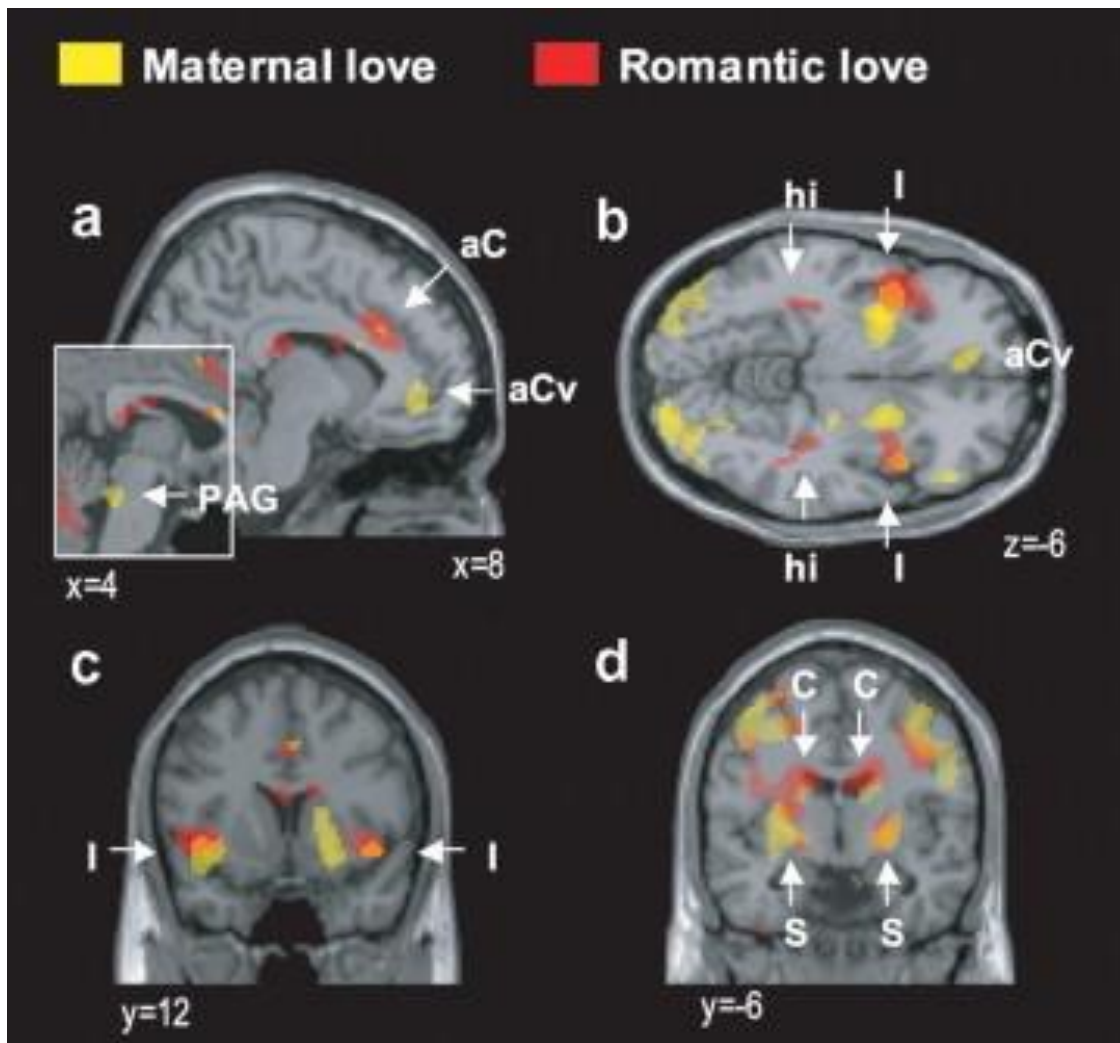 Maternal love Romantic love
a
aC
aCv
PAG
x=4
x=8
b
hi
I
aCv
hi
I
z=-6
c
I
I
y=12
d
C C
S S
y=-6